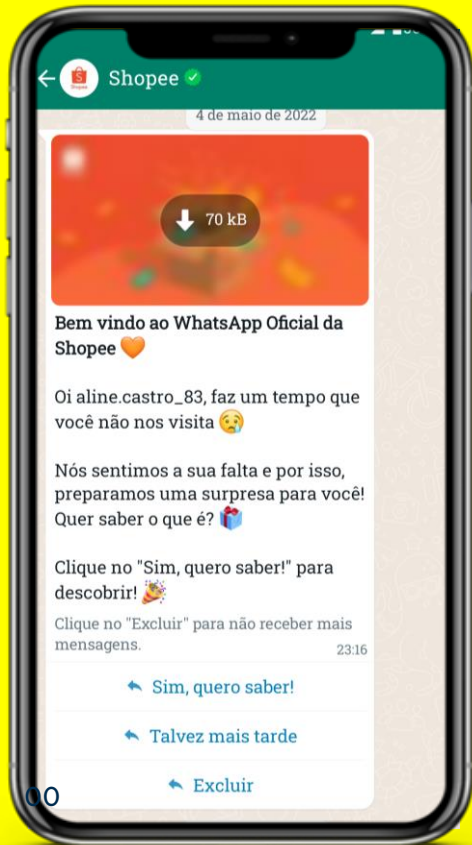 Shopee
4 de maio de 2022
70 kB
Bem vindo ao WhatsApp Oficial da
Shopee 🧡
Oi aline.castro_83, faz um tempo que
você não nos visita 😢
Nós sentimos a sua falta e por isso,
preparamos uma surpresa para você!
Quer saber o que é? 🎁
Clique no "Sim, quero saber!" para
descobrir! 🎉
Clique no "Excluir" para não receber mais
mensagens.
23:16
Sim, quero saber!
Talvez mais tarde
Excluir
00